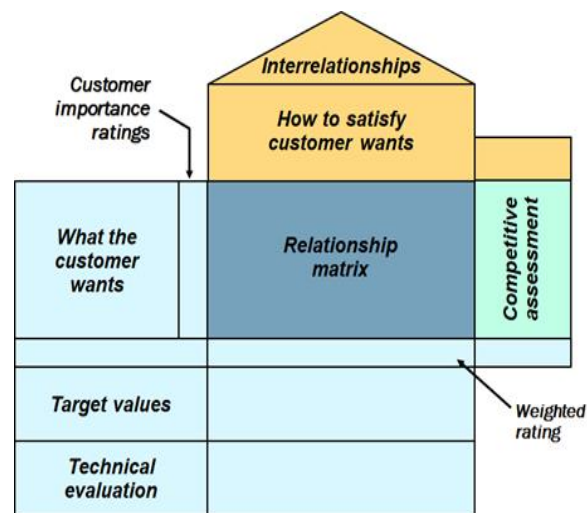 Interrelationships
Customer
importance
ratings
How to satisfy
customer wants
What the
customer
wants
Relationship
matrix
Competitive
assessment
Target values
Weighted
rating
Technical
evaluation